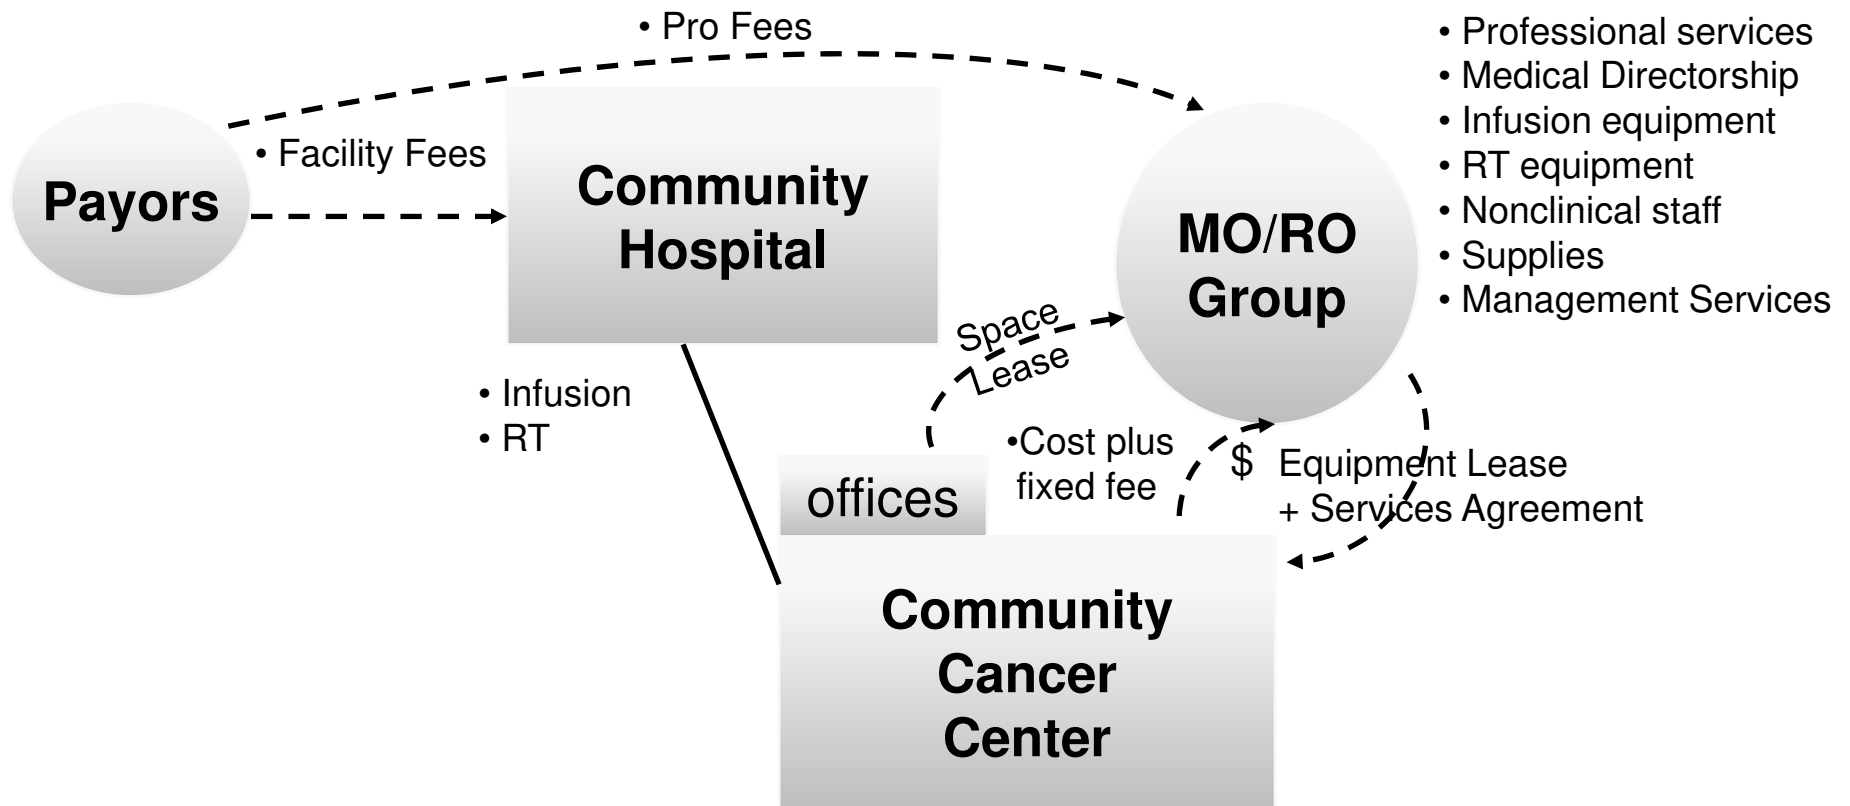 • Pro Fees
• Facility Fees
Payors
Community
Hospital
MO/RO
Group
• Professional services
• Medical Directorship
• Infusion equipment
• RT equipment
• Nonclinical staff
• Supplies
• Management Services
Space
Lease
• Infusion
• RT
•Cost plus
fixed fee
$
Equipment Lease
+ Services Agreement
offices
Community
Cancer
Center